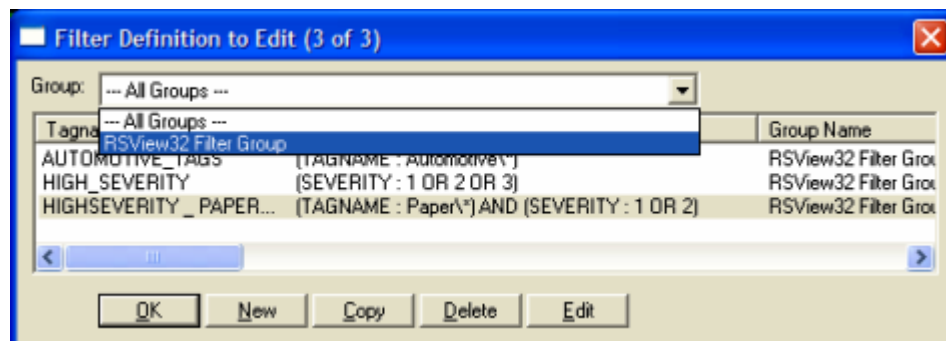 Filter Definition to Edit (3 of 3)
Group: --- All Groups ---
--- All Groups ---
RSView32 Filter Group
Tagna Group Name
AUTOMOTIVE_TAGS (TAGNAME : Automotive\*) RSView32 Filter Grou
HIGH_SEVERITY (SEVERITY : 1 OR 2 OR 3) RSView32 Filter Grou
HIGHSEVERITY _ PAPER... (TAGNAME : Paper\*) AND (SEVERITY : 1 OR 2) RSView32 Filter Grou
OK New Copy Delete Edit